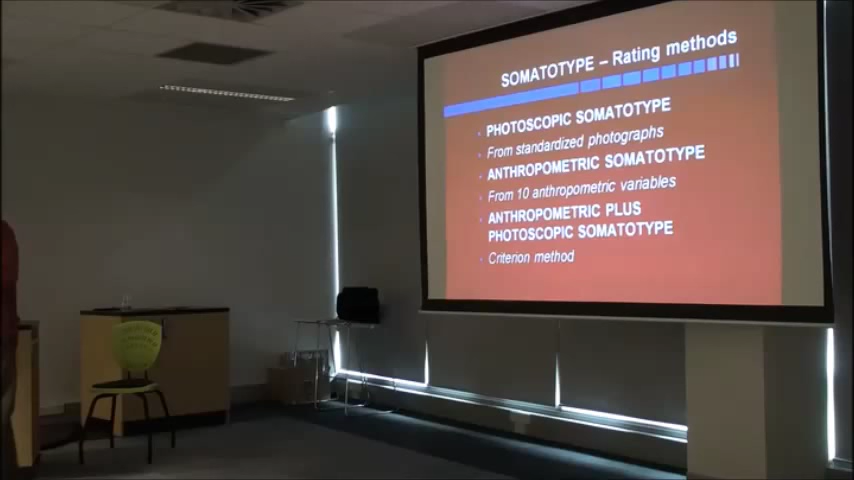 SOMATOTYPE – Rating methods
PHOTOSCOPIC SOMATOTYPE
From standardized photographs
ANTHROPOMETRIC SOMATOTYPE
From 10 anthropometric variables
ANTHROPOMETRIC PLUS
PHOTOSCOPIC SOMATOTYPE
Criterion method